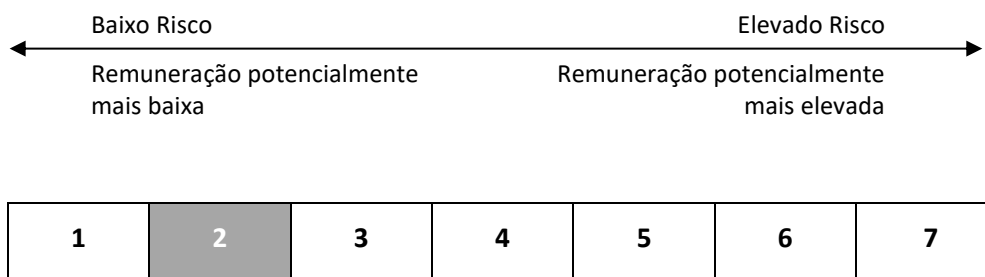 Baixo Risco Elevado Risco
Remuneração potencialmente Remuneração potencialmente
mais baixa mais elevada
1 2 3 4 5 6 7